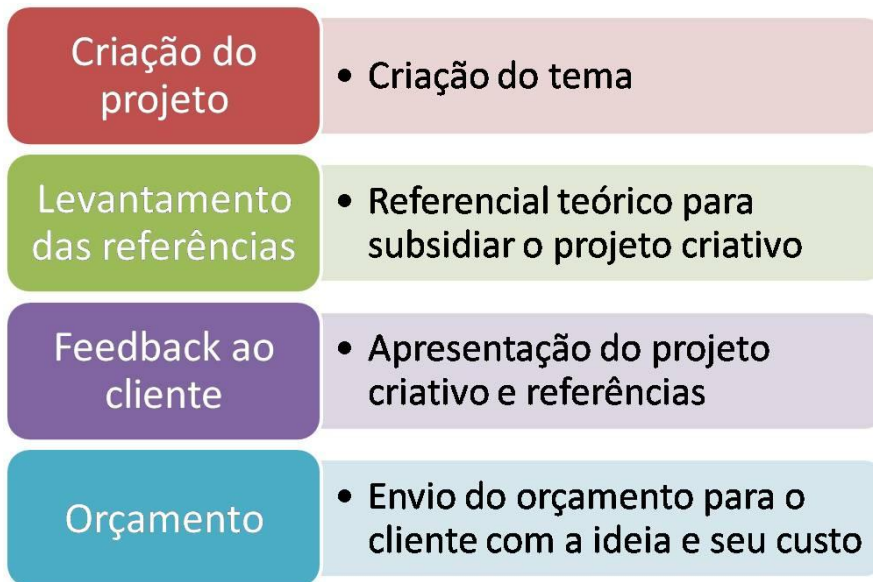 Criação do
projeto
• Criação do tema
Levantamento
das referências
• Referencial teórico para
subsidiar o projeto criativo
Feedback ao
cliente
• Apresentação do projeto
criativo e referências
Orçamento
• Envio do orçamento para o
cliente com a ideia e seu custo